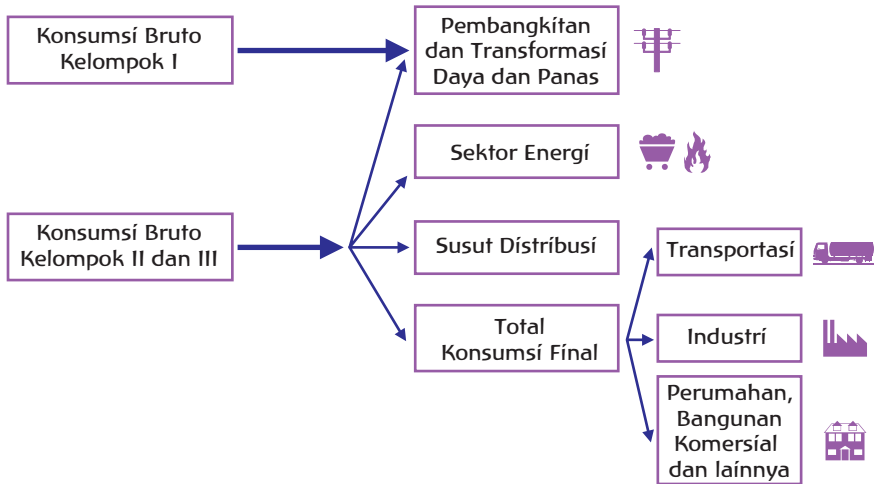 Konsumsi Bruto
Kelompok I
Pembangkitan
dan Transformasi
Daya dan Panas
Sektor Energi
Konsumsi Bruto
Kelompok II dan III
Susut Distribusi
Total
Konsumsi Final
Transportasi
Industri
Perumahan,
Bangunan
Komersial
dan lainnya